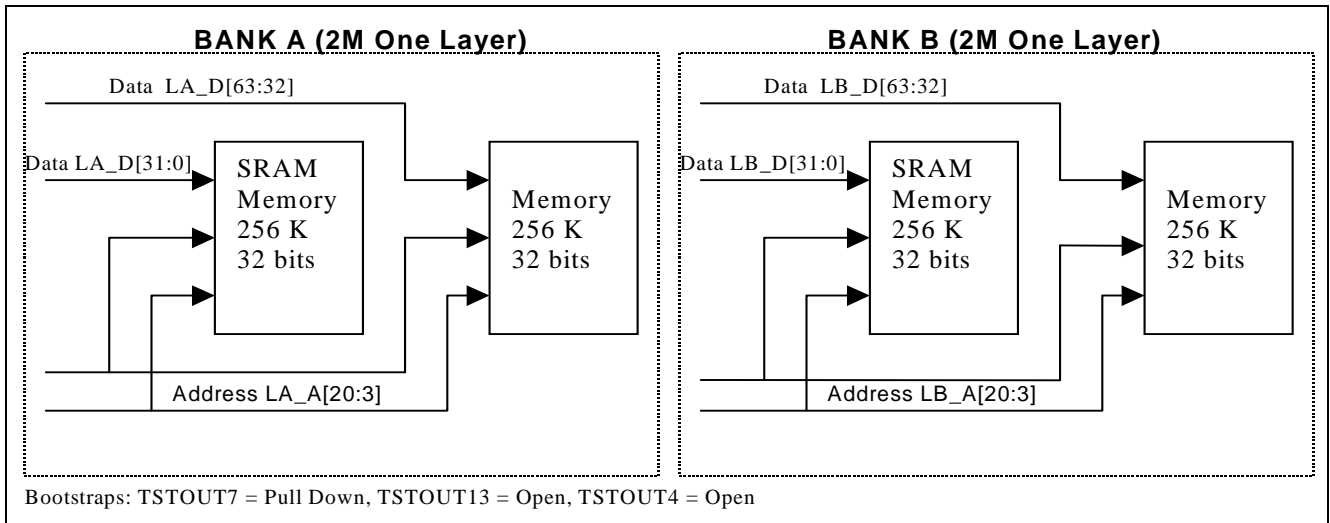 BANK A (2M One Layer)
Data LA_D[63:32]
Data LA_D[31:0]
SRAM
Memory
256 K
32 bits
Memory
256 K
32 bits
Address LA_A[20:3]
BANK B (2M One Layer)
Data LB_D[63:32]
Data LB_D[31:0]
SRAM
Memory
256 K
32 bits
Memory
256 K
32 bits
Address LB_A[20:3]
Bootstraps: TSTOUT7 = Pull Down, TSTOUT13 = Open, TSTOUT4 = Open